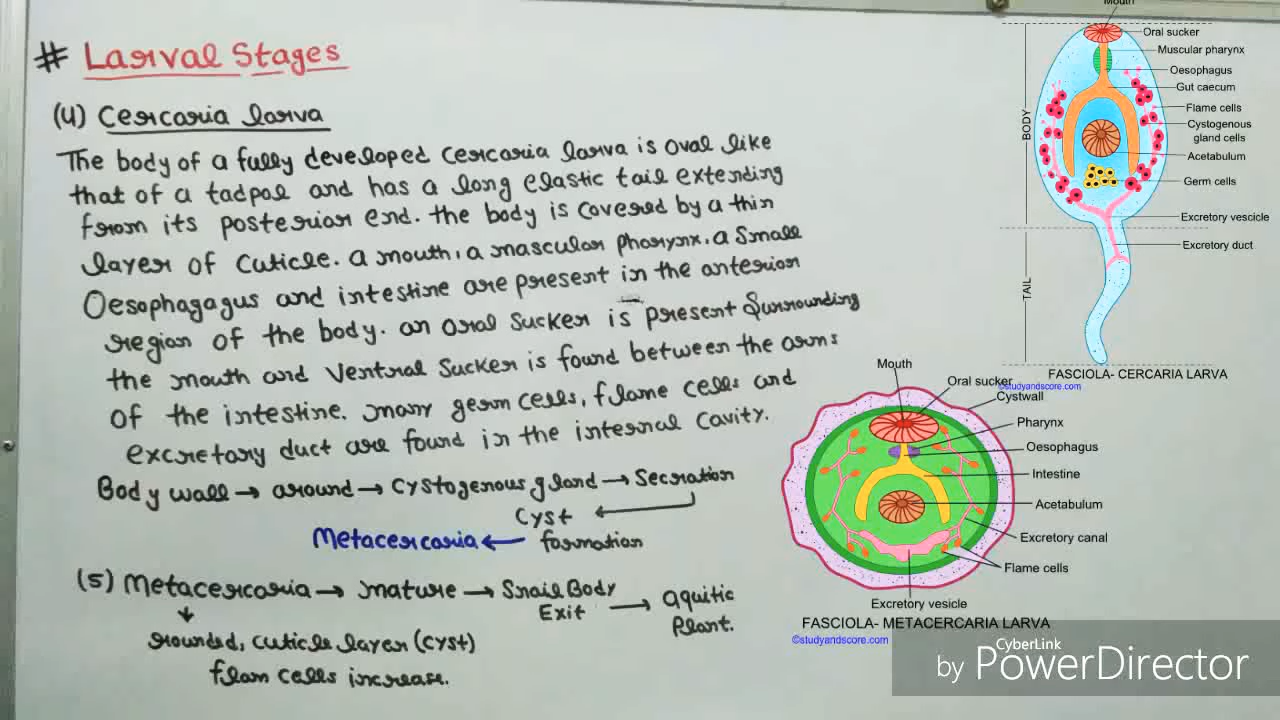 # Larval Stages
(4) Cercaria larva
The body of a fully developed Cercaria larva is oval like
that of a tadpal and has a long elastic tail extending
from its posterior end. the body is covered by a thin
layer of cuticle. a mouth, a mascular pharynx. a small
Oesophagagus and intestine are present in the anterior
region of the body. an oral sucker is present surrounding
the mouth and ventral sucker is found between the arms
of the intestine. many germ cells, flame cells and
excretary duct are found in the internal cavity.
Body wall → around → cystogenous gland → Secration
Cyst ←
Metacercaria ← formation
(5) Metacercaria → mature → Snail Body
Exit → aquitic
Plant.
↓
rounded, cuticle layer (cyst)
flam cells increase.
Mouth
Oral sucker
Muscular pharynx
Oesophagus
Gut caecum
Flame cells
Cystogenous
gland cells
Acetabulum
Germ cells
Excretory vescicle
Excretory duct
BODY
TAIL
FASCIOLA- CERCARIA LARVA
©studyandscore.com
Mouth
Oral sucker
Cystwall
Pharynx
Oesophagus
Intestine
Acetabulum
Excretory canal
Flame cells
Excretory vesicle
FASCIOLA- METACERCARIA LARVA
©studyandscore.com
CyberLink
by PowerDirector